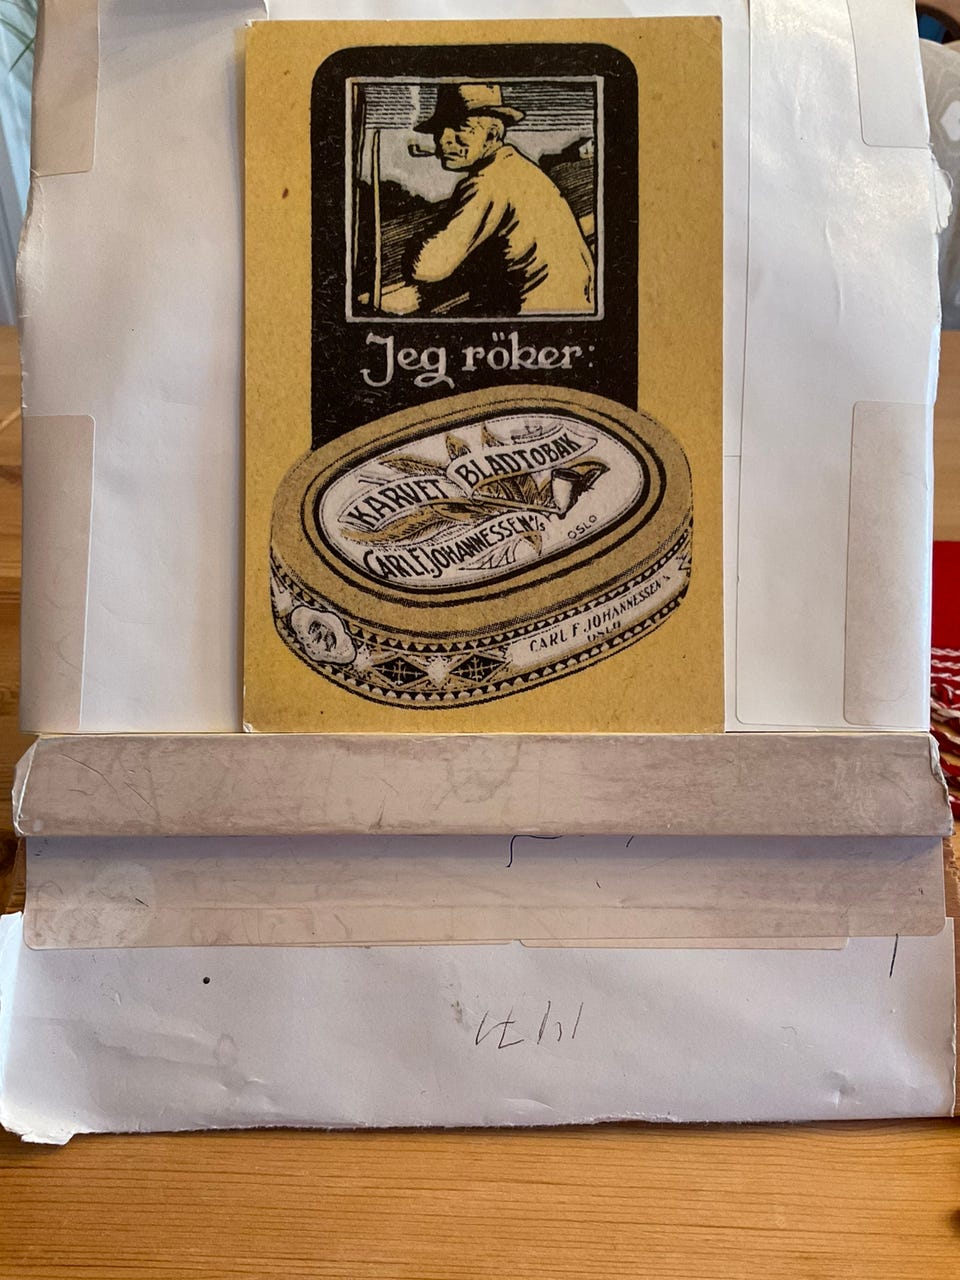 Jeg röker:
KARVET BLADTOBAK
CARL F. JOHANNESSEN A/S
OSLO
CARL F. JOHANNESSEN A/S
OSLO